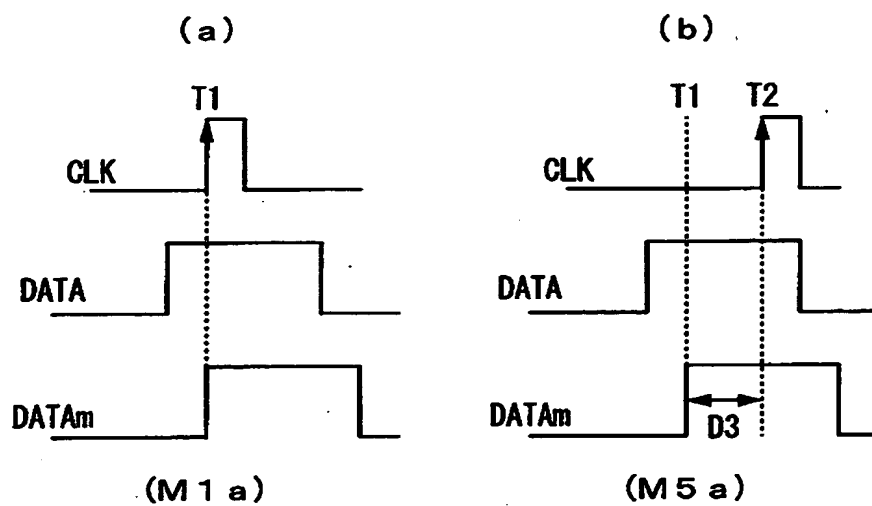 (a)
T1
CLK
DATA
DATAm
(M1a)
(b)
T1 T2
CLK
DATA
DATAm
D3
(M5a)